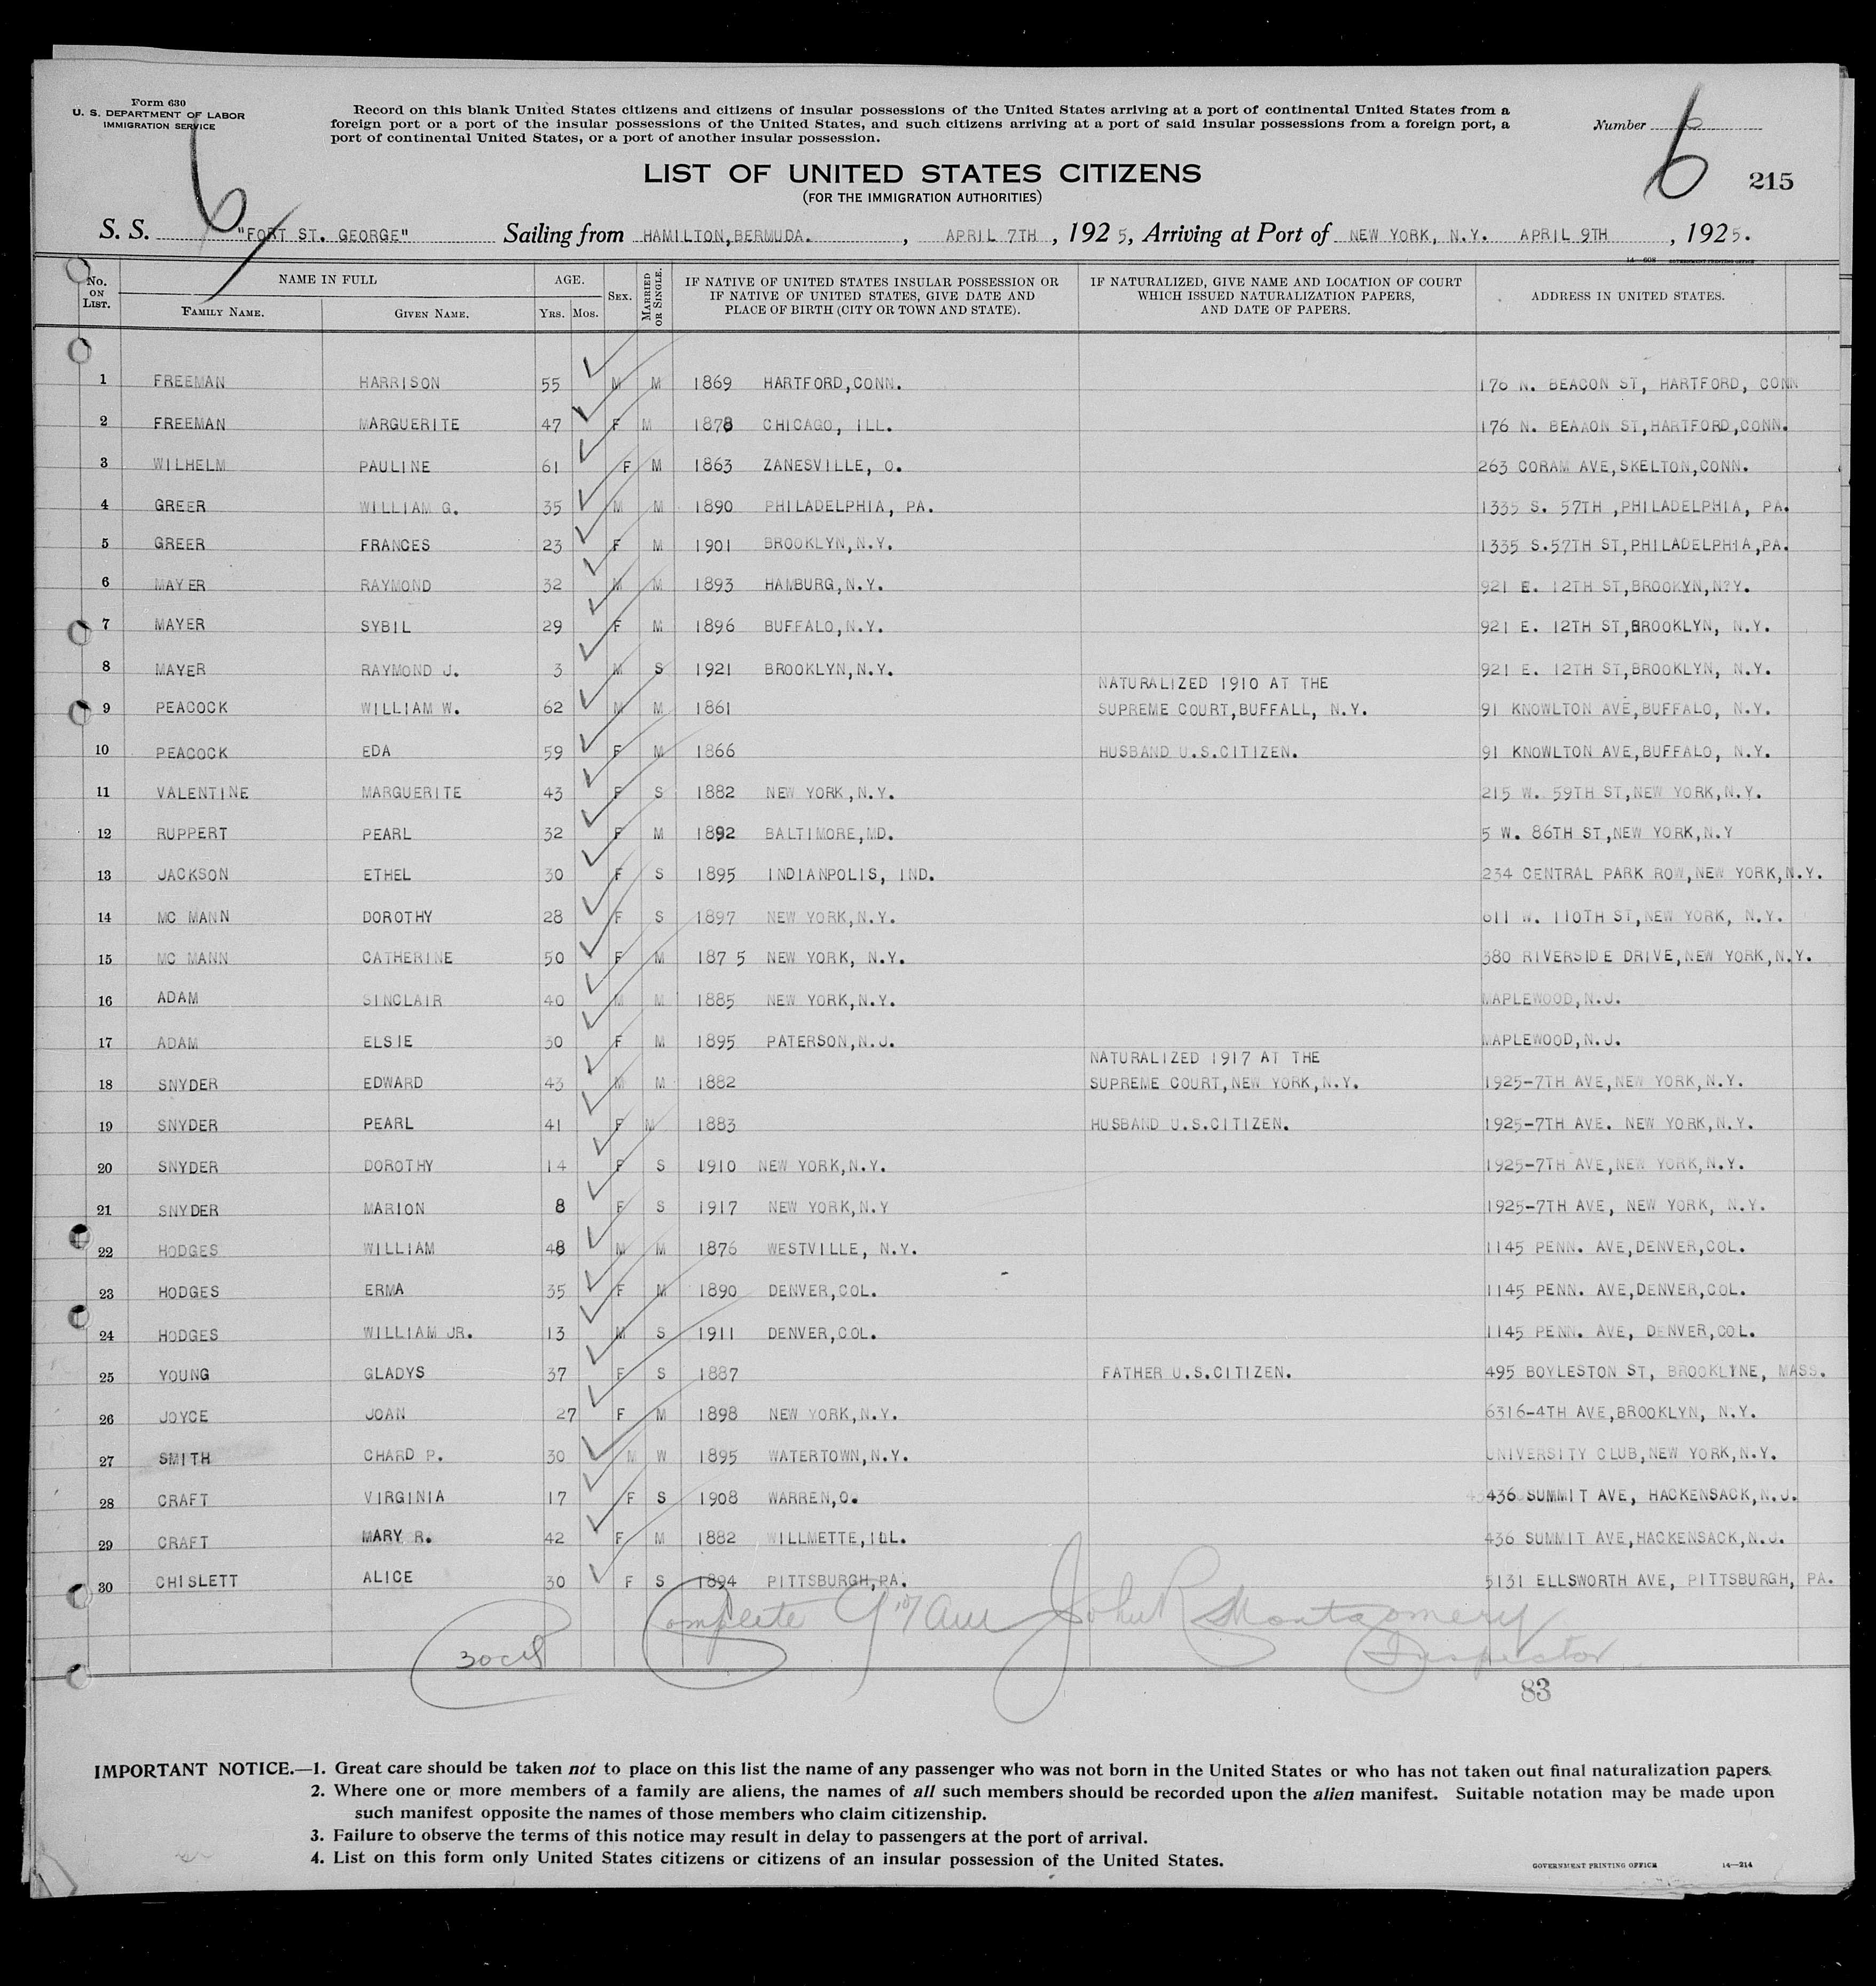 Form 630
U. S. DEPARTMENT OF LABOR
IMMIGRATION SERVICE
Record on this blank United States citizens and citizens of insular possessions of the United States arriving at a port of continental United States from a
foreign port or a port of the insular possessions of the United States, and such citizens arriving at a port of said insular possessions from a foreign port, a
port of continental United States, or a port of another insular possession.
Number 6
6
6
215
LIST OF UNITED STATES CITIZENS
(FOR THE IMMIGRATION AUTHORITIES)
S. S. "FORT ST. GEORGE" Sailing from HAMILTON,BERMUDA. , APRIL 7TH , 192 5, Arriving at Port of NEW YORK, N.Y. APRIL 9TH , 1925.
14-608 GOVERNMENT PRINTING OFFICE
No. ON LIST. NAME IN FULL FAMILY NAME. GIVEN NAME. AGE. YRS. MOS. SEX. MARRIED OR SINGLE. IF NATIVE OF UNITED STATES INSULAR POSSESSION OR IF NATIVE OF UNITED STATES, GIVE DATE AND PLACE OF BIRTH (CITY OR TOWN AND STATE). IF NATURALIZED, GIVE NAME AND LOCATION OF COURT WHICH ISSUED NATURALIZATION PAPERS, AND DATE OF PAPERS. ADDRESS IN UNITED STATES.
1 FREEMAN HARRISON 55 M M 1869 HARTFORD,CONN. 176 N. BEACON ST, HARTFORD, CONN
2 FREEMAN MARGUERITE 47 F M 1878 CHICAGO, ILL. 176 N. BEAXON ST,HARTFORD,CONN.
3 WILHELM PAULINE 61 F M 1863 ZANESVILLE, O. 263 CORAM AVE,SKELTON,CONN.
4 GREER WILLIAM G. 35 M M 1890 PHILADELPHIA, PA. 1335 S. 57TH ,PHILADELPHIA, PA.
5 GREER FRANCES 23 F M 1901 BROOKLYN,N.Y. 1335 S.57TH ST,PHILADELPHIA,PA.
6 MAYER RAYMOND 32 M M 1893 HAMBURG,N.Y. 921 E. 12TH ST,BROOKYN,N?Y.
7 MAYER SYBIL 29 F M 1896 BUFFALO,N.Y. 921 E. 12TH ST,BROOKLYN, N.Y.
8 MAYER RAYMOND J. 3 M S 1921 BROOKLYN,N.Y. 921 E. 12TH ST,BROOKLYN, N.Y.
NATURALIZED 1910 AT THE
9 PEACOCK WILLIAM W. 62 M M 1861 SUPREME COURT,BUFFALL, N.Y. 91 KNOWLTON AVE,BUFFALO, N.Y.
10 PEACOCK EDA 59 F M 1866 HUSBAND U.S.CITIZEN. 91 KNOWLTON AVE,BUFFALO, N.Y.
11 VALENTINE MARGUERITE 43 F S 1882 NEW YORK,N.Y. 215 W. 59TH ST,NEW YORK,N.Y.
12 RUPPERT PEARL 32 F M 1892 BALTIMORE,MD. 5 W. 86TH ST,NEW YORK,N.Y
13 JACKSON ETHEL 30 F S 1895 INDIANPOLIS, IND. 234 CENTRAL PARK ROW,NEW YORK,N.Y.
14 MC MANN DOROTHY 28 F S 1897 NEW YORK,N.Y. 611 W. 110TH ST,NEW YORK, N.Y.
15 MC MANN CATHERINE 50 F M 187 5 NEW YORK, N.Y. 380 RIVERSIDE DRIVE,NEW YORK,N.Y.
16 ADAM SINCLAIR 40 M M 1885 NEW YORK,N.Y. MAPLEWOOD,N.J.
17 ADAM ELSIE 30 F M 1895 PATERSON,N.J. MAPLEWOOD,N.J.
NATURALIZED 1917 AT THE
18 SNYDER EDWARD 43 M M 1882 SUPREME COURT,NEW YORK,N.Y. 1925-7TH AVE,NEW YORK,N.Y.
19 SNYDER PEARL 41 F M 1883 HUSBAND U.S.CITIZEN. 1925-7TH AVE. NEW YORK,N.Y.
20 SNYDER DOROTHY 14 F S 1910 NEW YORK,N.Y. 1925-7TH AVE,NEW YORK,N.Y.
21 SNYDER MARION 8 F S 1917 NEW YORK,N.Y 1925-7TH AVE, NEW YORK, N.Y.
22 HODGES WILLIAM 48 M M 1876 WESTVILLE, N.Y. 1145 PENN. AVE,DENVER,COL.
23 HODGES ERMA 35 F M 1890 DENVER,COL. 1145 PENN. AVE,DENVER,COL.
24 HODGES WILLIAM JR. 13 M S 1911 DENVER,COL. 1145 PENN. AVE, DENVER,COL.
25 YOUNG GLADYS 37 F S 1887 FATHER U.S.CITIZEN. 495 BOYLESTON ST, BROOKLINE, MASS.
26 JOYCE JOAN 27 F M 1898 NEW YORK,N.Y. 6316-4TH AVE,BROOKLYN, N.Y.
27 SMITH CHARD P. 30 M W 1895 WATERTOWN,N.Y. UNIVERSITY CLUB,NEW YORK,N.Y.
28 CRAFT VIRGINIA 17 F S 1908 WARREN,O. 436 SUMMIT AVE, HACKENSACK,N.J.
29 CRAFT MARY R. 42 F M 1882 WILLMETTE,ILL. 436 SUMMIT AVE,HACKENSACK,N.J.
30 CHISLETT ALICE 30 F S 1894 PITTSBURGH,PA. 5131 ELLSWORTH AVE, PITTSBURGH, PA.
Complete John R Montgomery
Inspector
83
IMPORTANT NOTICE.—1. Great care should be taken not to place on this list the name of any passenger who was not born in the United States or who has not taken out final naturalization papers.
2. Where one or more members of a family are aliens, the names of all such members should be recorded upon the alien manifest. Suitable notation may be made upon
such manifest opposite the names of those members who claim citizenship.
3. Failure to observe the terms of this notice may result in delay to passengers at the port of arrival.
4. List on this form only United States citizens or citizens of an insular possession of the United States.
GOVERNMENT PRINTING OFFICE 14—214